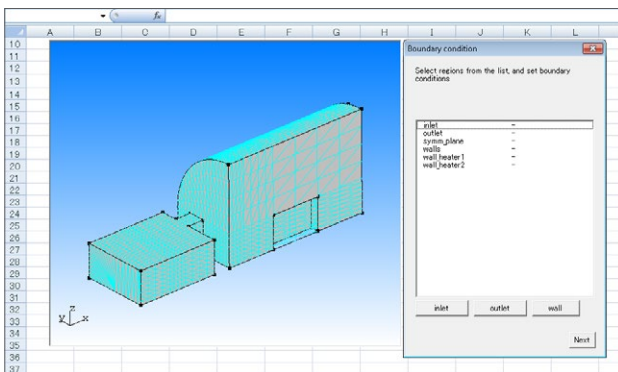 fx
A B C D E F G H I J K L
10
11
12
13
14
15
16
17
18
19
20
21
22
23
24
25
26
27
28
29
30
31
32
33
34
35
36
37
Boundary condition
Select regions from the list, and set boundary
conditions
inlet -
outlet -
symm_plane -
walls -
wall_heater1 -
wall_heater2 -
inlet outlet wall
Next
z
y x